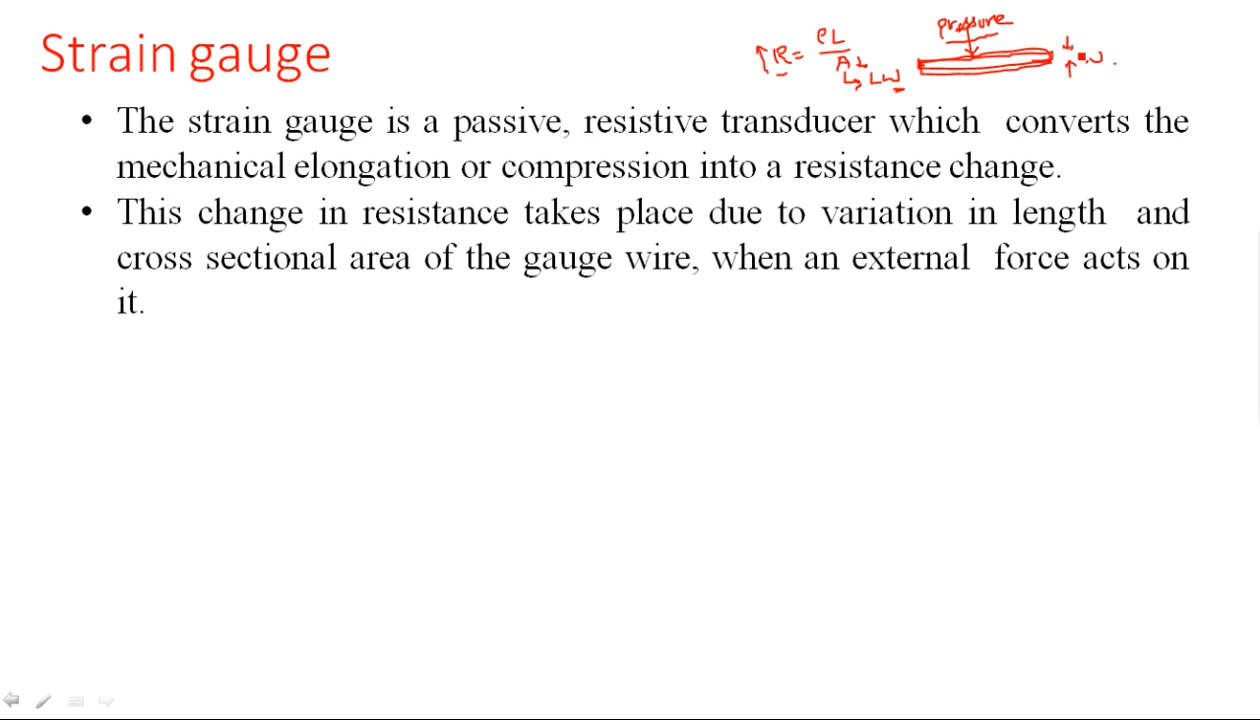 Strain gauge
↑R = ρL
A↓
↳ LW
Pressure
• The strain gauge is a passive, resistive transducer which converts the
mechanical elongation or compression into a resistance change.
• This change in resistance takes place due to variation in length and
cross sectional area of the gauge wire, when an external force acts on
it.